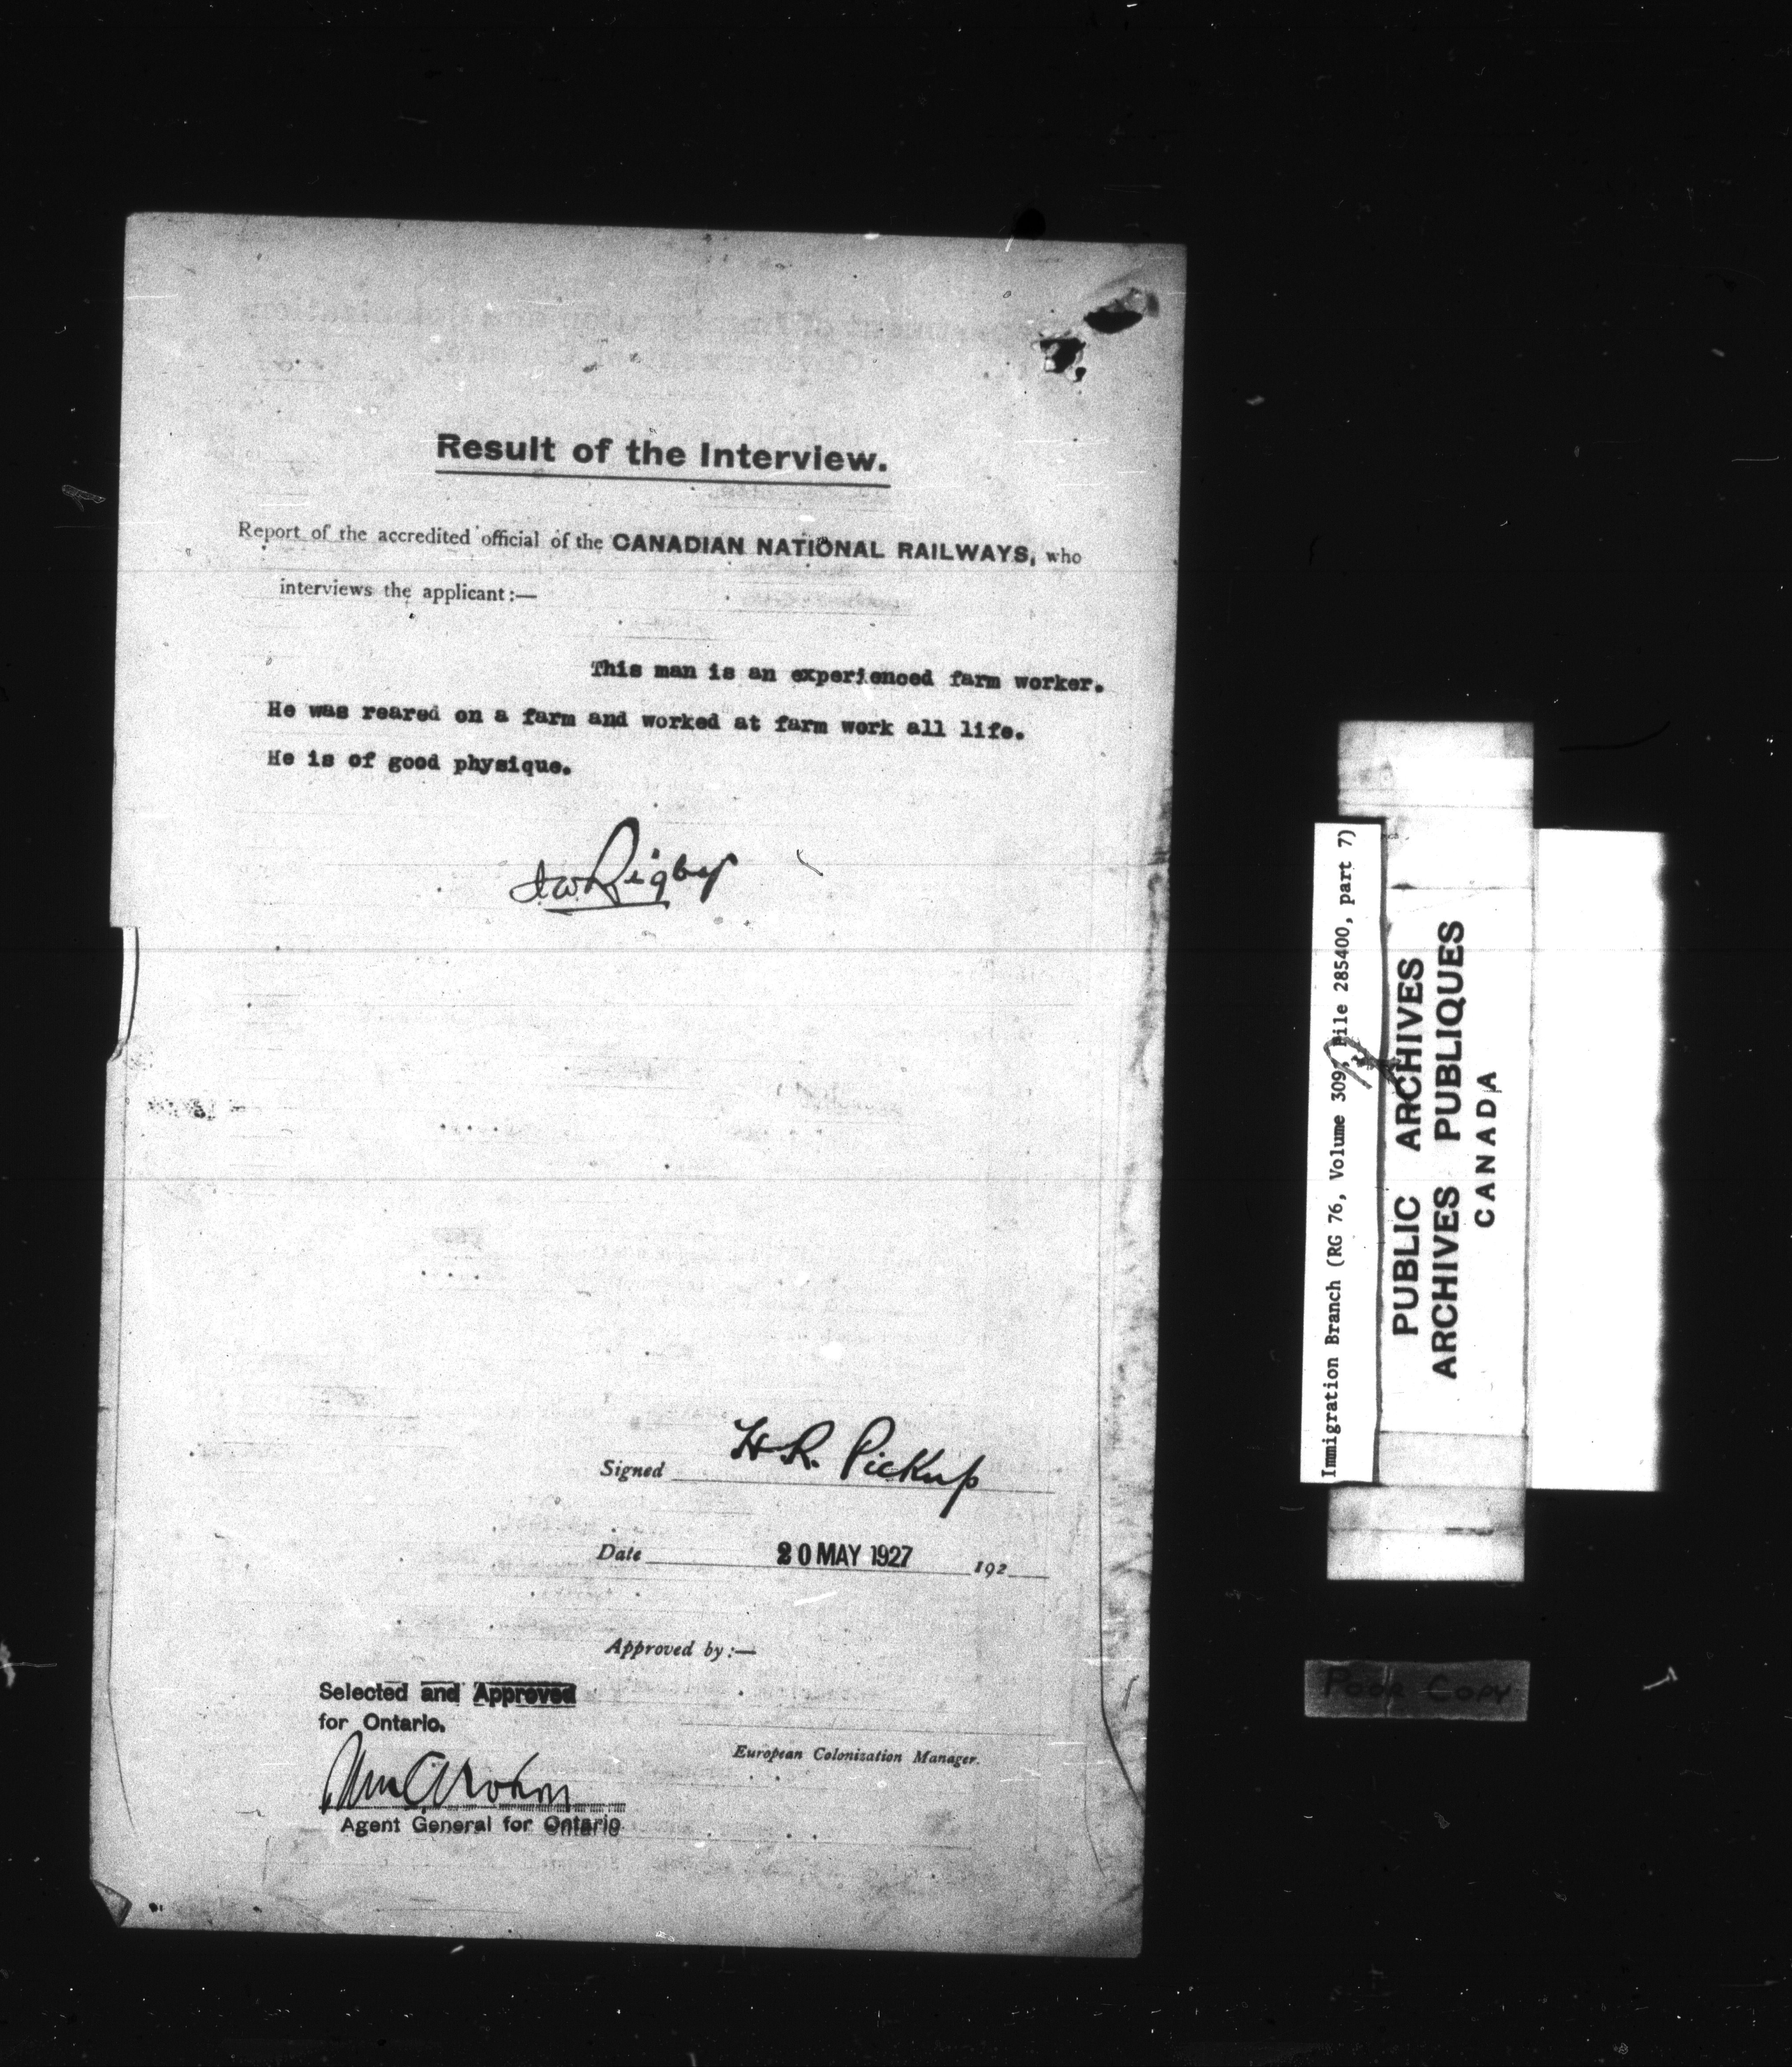 Result of the Interview.
Report of the accredited official of the CANADIAN NATIONAL RAILWAYS, who
interviews the applicant:—
This man is an experienced farm worker.
He was reared on a farm and worked at farm work all life.
He is of good physique.
Rigby
Signed H.R. Pickup
Date 20 MAY 1927 192
Approved by:—
Selected and Approved
for Ontario.
European Colonization Manager.
Agent General for Ontario
Immigration Branch (RG 76, Volume 309, File 285400, part 7)
PUBLIC ARCHIVES
ARCHIVES PUBLIQUES
CANADA
POOR COPY